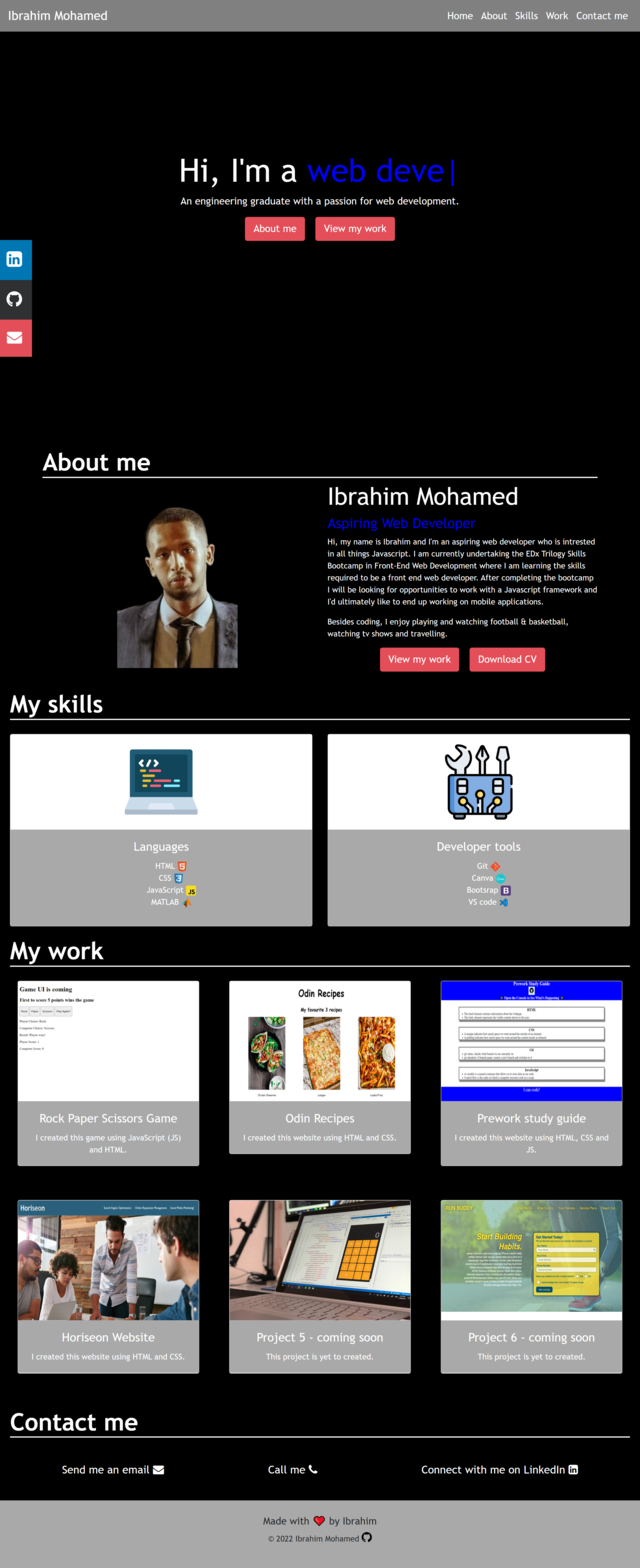 Ibrahim Mohamed
Home About Skills Work Contact me
Hi, I'm a web deve|
An engineering graduate with a passion for web development.
About me View my work
About me
Ibrahim Mohamed
Aspiring Web Developer
Hi, my name is Ibrahim and I'm an aspiring web developer who is intrested
in all things Javascript. I am currently undertaking the EDx Trilogy Skills
Bootcamp in Front-End Web Development where I am learning the skills
required to be a front end web developer. After completing the bootcamp
I will be looking for opportunities to work with a Javascript framework and
I'd ultimately like to end up working on mobile applications.
Besides coding, I enjoy playing and watching football & basketball,
watching tv shows and travelling.
View my work Download CV
My skills
Languages
HTML
CSS
JavaScript
MATLAB
Developer tools
Git
Canva
Bootsrap
VS code
My work
Game UI is coming
First to score 5 points wins the game
Rock Paper Scissors Game
I created this game using JavaScript (JS)
and HTML.
Odin Recipes
My favourite 3 recipes
Odin Recipes
I created this website using HTML and CSS.
Prework Study Guide
Prework study guide
I created this website using HTML, CSS and
JS.
Horiseon
Horiseon Website
I created this website using HTML and CSS.
Project 5 - coming soon
This project is yet to created.
RUN BUDDY
Start Building
Habits.
Get Started Today!
Project 6 - coming soon
This project is yet to created.
Contact me
Send me an email
Call me
Connect with me on LinkedIn
Made with ❤ by Ibrahim
© 2022 Ibrahim Mohamed